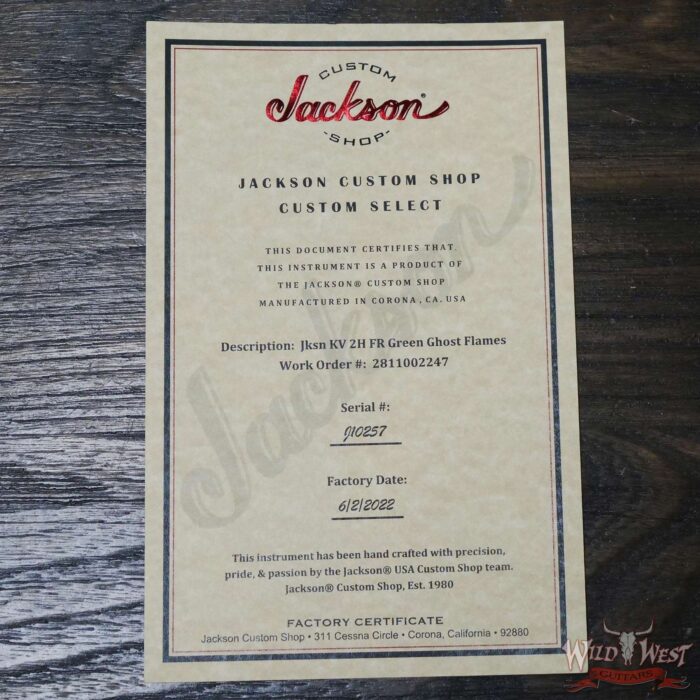 CUSTOM
Jackson®
-SHOP-
JACKSON CUSTOM SHOP
CUSTOM SELECT
THIS DOCUMENT CERTIFIES THAT.
THIS INSTRUMENT IS A PRODUCT OF
THE JACKSON® CUSTOM SHOP
MANUFACTURED IN CORONA, CA. USA
Description: Jksn KV 2H FR Green Ghost Flames
Work Order #: 2811002247
Serial #:
J10257
Factory Date:
6/2/2022
This instrument has been hand crafted with precision,
pride, & passion by the Jackson® USA Custom Shop team.
Jackson® Custom Shop, Est. 1980
FACTORY CERTIFICATE
Jackson Custom Shop • 311 Cessna Circle • Corona, California • 92880
Jackson
WILD WEST
GUITARS